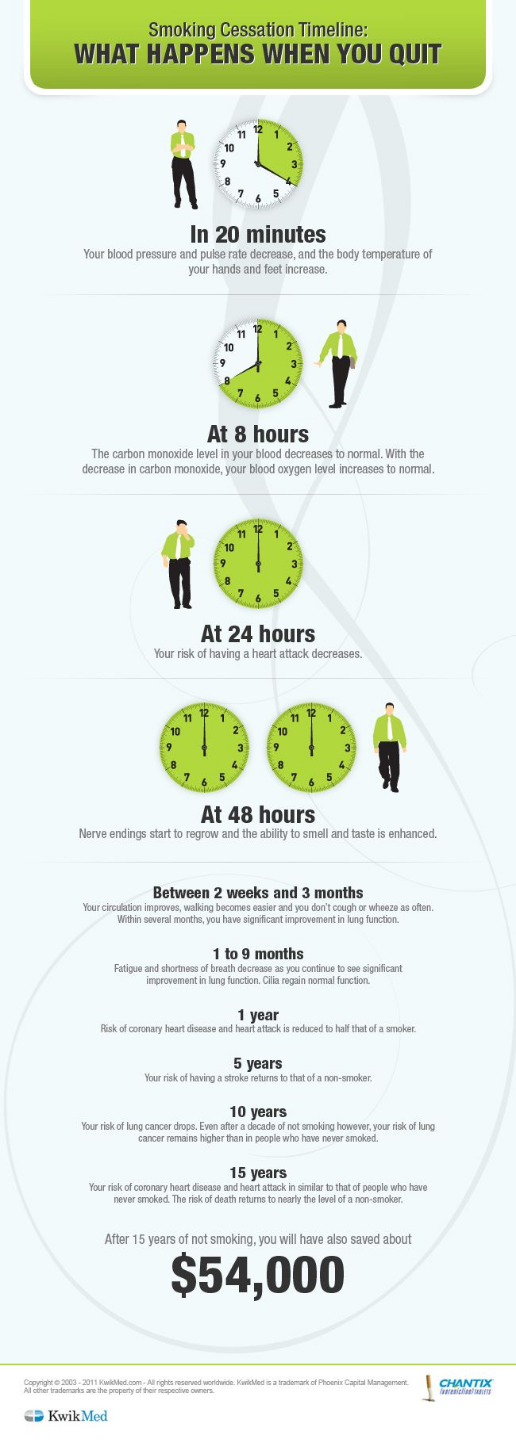 Smoking Cessation Timeline:
WHAT HAPPENS WHEN YOU QUIT
12 1 2 3 4 5 6 7 8 9 10 11
In 20 minutes
Your blood pressure and pulse rate decrease, and the body temperature of
your hands and feet increase.
12 1 2 3 4 5 6 7 8 9 10 11
At 8 hours
The carbon monoxide level in your blood decreases to normal. With the
decrease in carbon monoxide, your blood oxygen level increases to normal.
12 1 2 3 4 5 6 7 8 9 10 11
At 24 hours
Your risk of having a heart attack decreases.
12 1 2 3 4 5 6 7 8 9 10 11
12 1 2 3 4 5 6 7 8 9 10 11
At 48 hours
Nerve endings start to regrow and the ability to smell and taste is enhanced.
Between 2 weeks and 3 months
Your circulation improves, walking becomes easier and you don't cough or wheeze as often.
Within several months, you have significant improvement in lung function.
1 to 9 months
Fatigue and shortness of breath decrease as you continue to see significant
improvement in lung function. Cilia regain normal function.
1 year
Risk of coronary heart disease and heart attack is reduced to half that of a smoker.
5 years
Your risk of having a stroke returns to that of a non-smoker.
10 years
Your risk of lung cancer drops. Even after a decade of not smoking however, your risk of lung
cancer remains higher than in people who have never smoked.
15 years
Your risk of coronary heart disease and heart attack in similar to that of people who have
never smoked. The risk of death returns to nearly the level of a non-smoker.
After 15 years of not smoking, you will have also saved about
$54,000
Copyright © 2003 - 2011 KwikMed.com - All rights reserved worldwide. KwikMed is a trademark of Phoenix Capital Management.
All other trademarks are the property of their respective owners.
CHANTIX
KwikMed